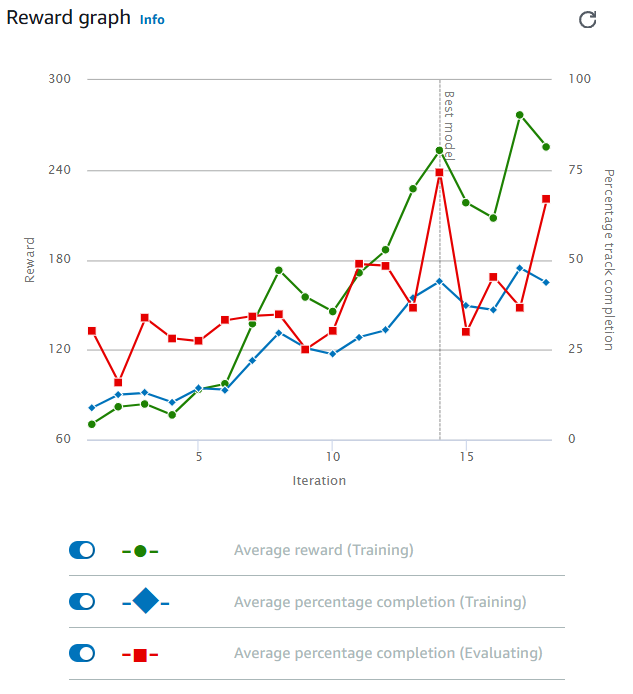 Reward graph Info
300
240
180
120
60
Reward
Best model
100
75
50
25
0
Percentage track completion
5
10
15
Iteration
Average reward (Training)
Average percentage completion (Training)
Average percentage completion (Evaluating)